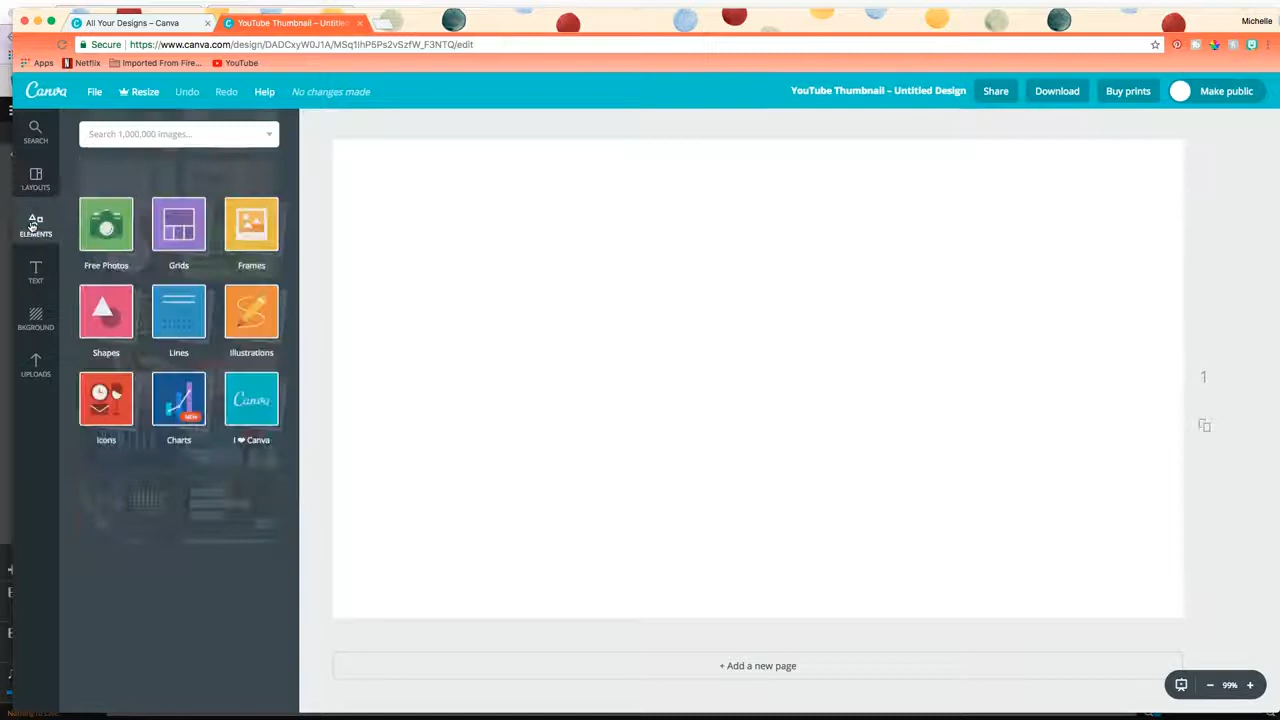 All Your Designs – Canva
YouTube Thumbnail – Untitled
Michelle
Secure
https://www.canva.com/design/DADCxyW0J1A/MSq1IhP5Ps2vSzfW_F3NTQ/edit
Apps
Netflix
Imported From Fire...
YouTube
Canva
File
Resize
Undo
Redo
Help
No changes made
YouTube Thumbnail – Untitled Design
Share
Download
Buy prints
Make public
SEARCH
LAYOUTS
ELEMENTS
TEXT
BKGROUND
UPLOADS
Search 1,000,000 images...
Free Photos
Grids
Frames
Shapes
Lines
Illustrations
NEW
Canva
Icons
Charts
I ❤ Canva
1
+ Add a new page
99%